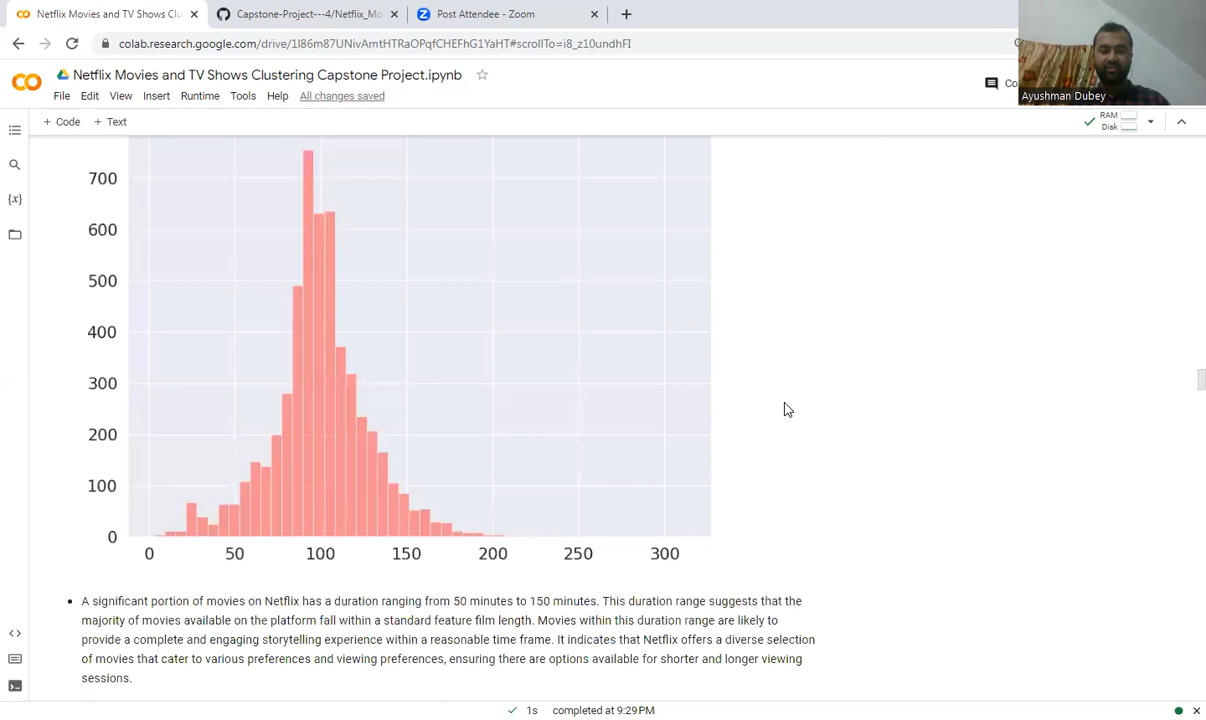 Netflix Movies and TV Shows Clu
Capstone-Project---4/Netflix_Mo
Post Attendee - Zoom
colab.research.google.com/drive/1I86m87UNivAmtHTRaOPqfCHEFhG1YaHT#scrollTo=i8_z10undhFI
Netflix Movies and TV Shows Clustering Capstone Project.ipynb
File Edit View Insert Runtime Tools Help All changes saved
Co
Ayushman Dubey
+ Code + Text
RAM
Disk
{x}
700
600
500
400
300
200
100
0
0 50 100 150 200 250 300
A significant portion of movies on Netflix has a duration ranging from 50 minutes to 150 minutes. This duration range suggests that the
majority of movies available on the platform fall within a standard feature film length. Movies within this duration range are likely to
provide a complete and engaging storytelling experience within a reasonable time frame. It indicates that Netflix offers a diverse selection
of movies that cater to various preferences and viewing preferences, ensuring there are options available for shorter and longer viewing
sessions.
1s completed at 9:29PM